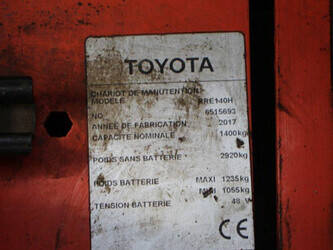 TOYOTA
CHARIOT DE MANUTENTION
MODELE RRE140H
NO 6515693
ANNEE DE FABRICATION 2017
CAPACITE NOMINALE 1400kg
POIDS SANS BATTERIE 2920kg
POIDS BATTERIE MAXI 1235kg
MINI 1055kg
TENSION BATTERIE 48 V
CE